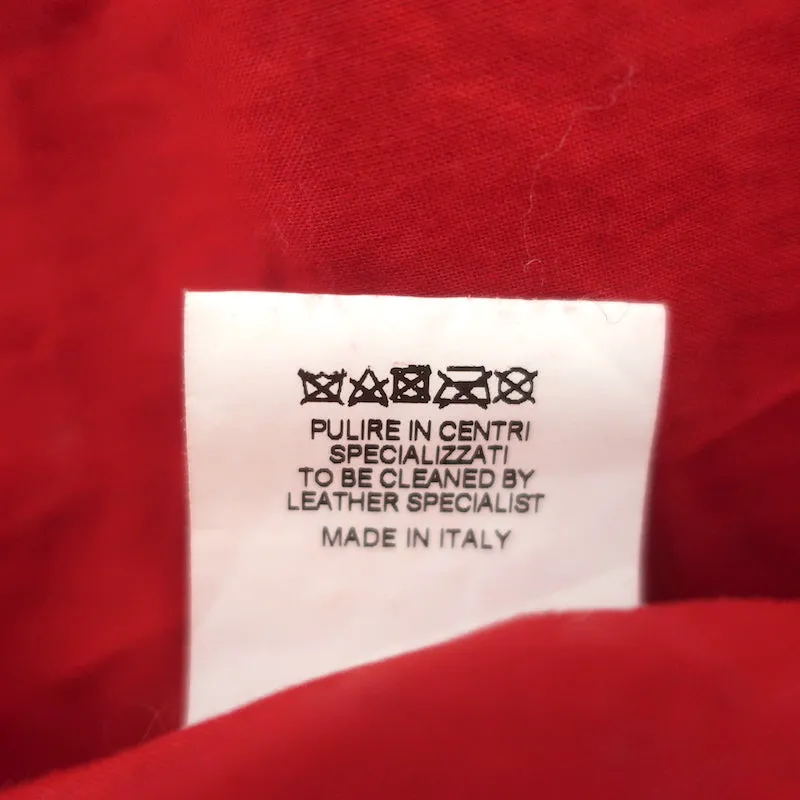 PULIRE IN CENTRI
SPECIALIZZATI
TO BE CLEANED BY
LEATHER SPECIALIST
MADE IN ITALY